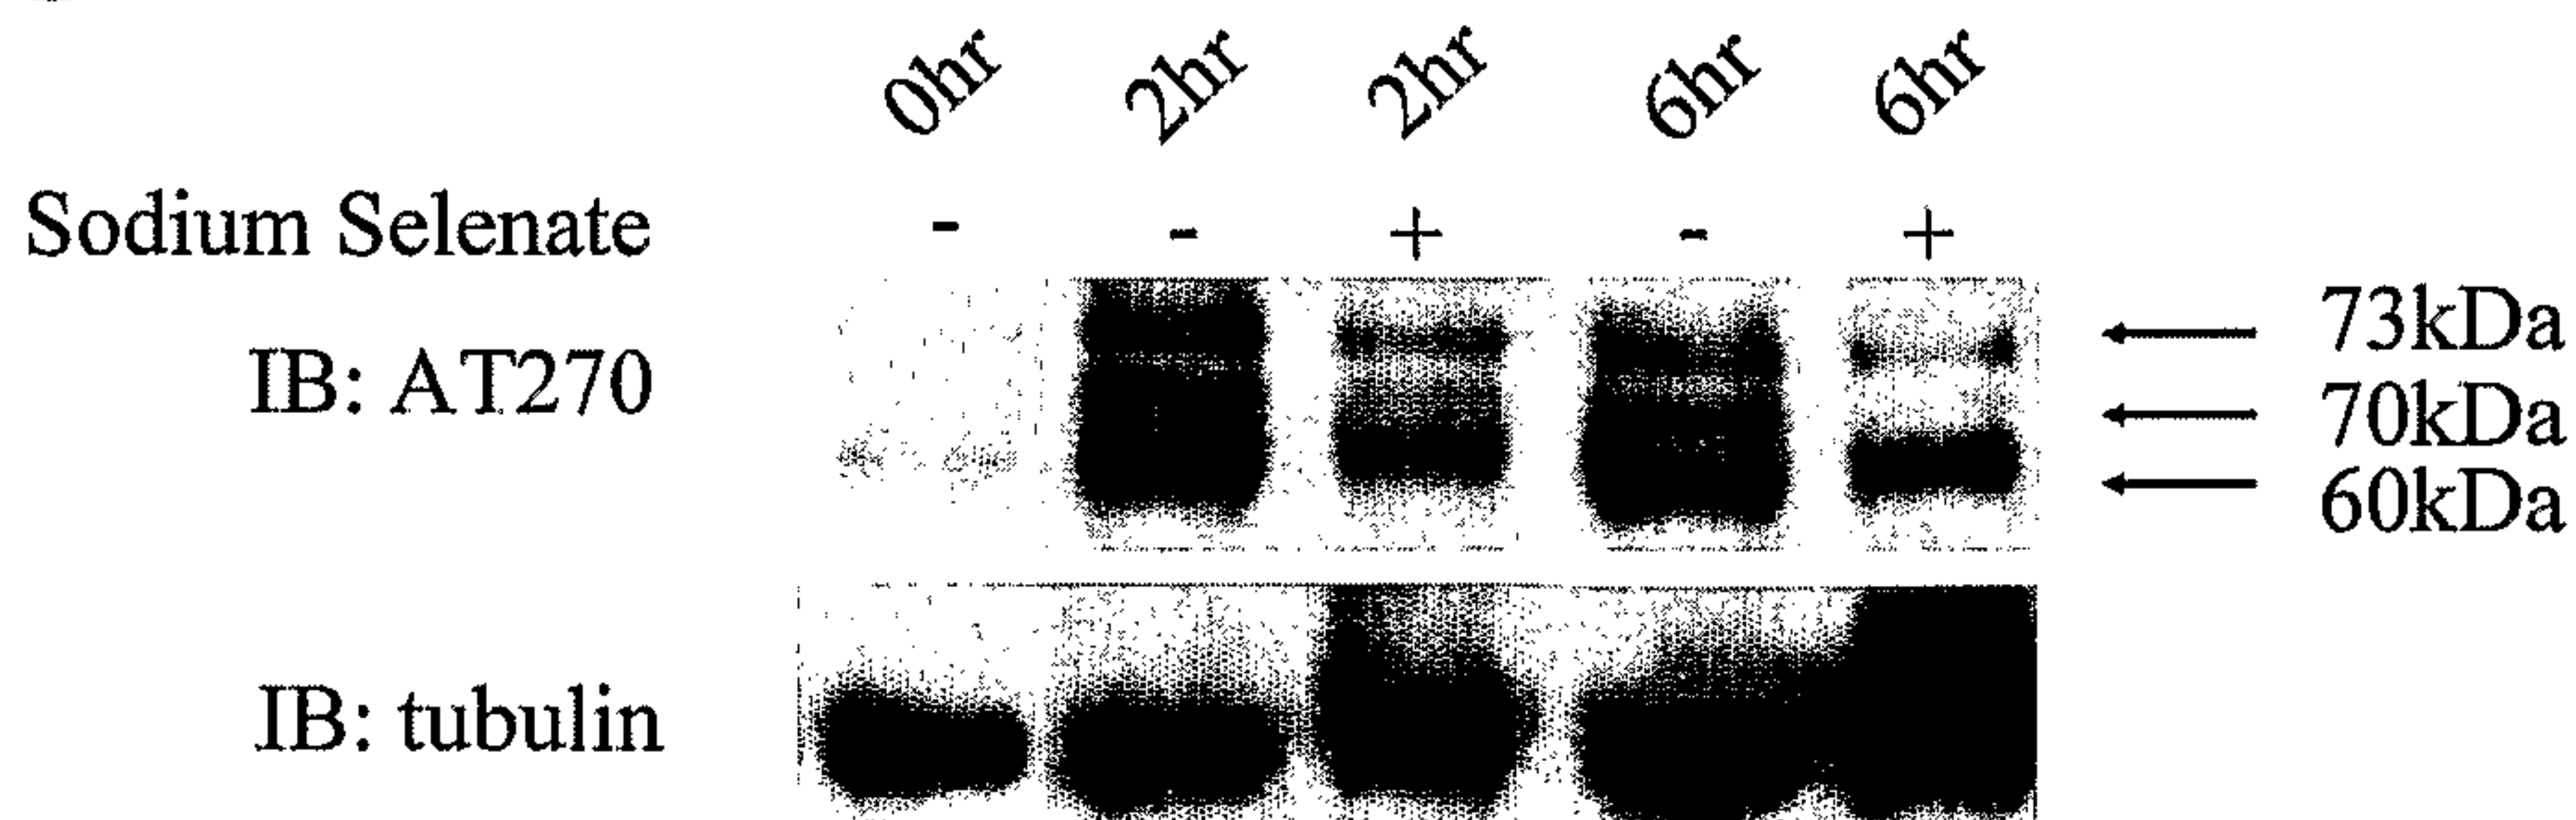 0hr 2hr 2hr 6hr 6hr
Sodium Selenate - - + - +
IB: AT270
73kDa
70kDa
60kDa
IB: tubulin